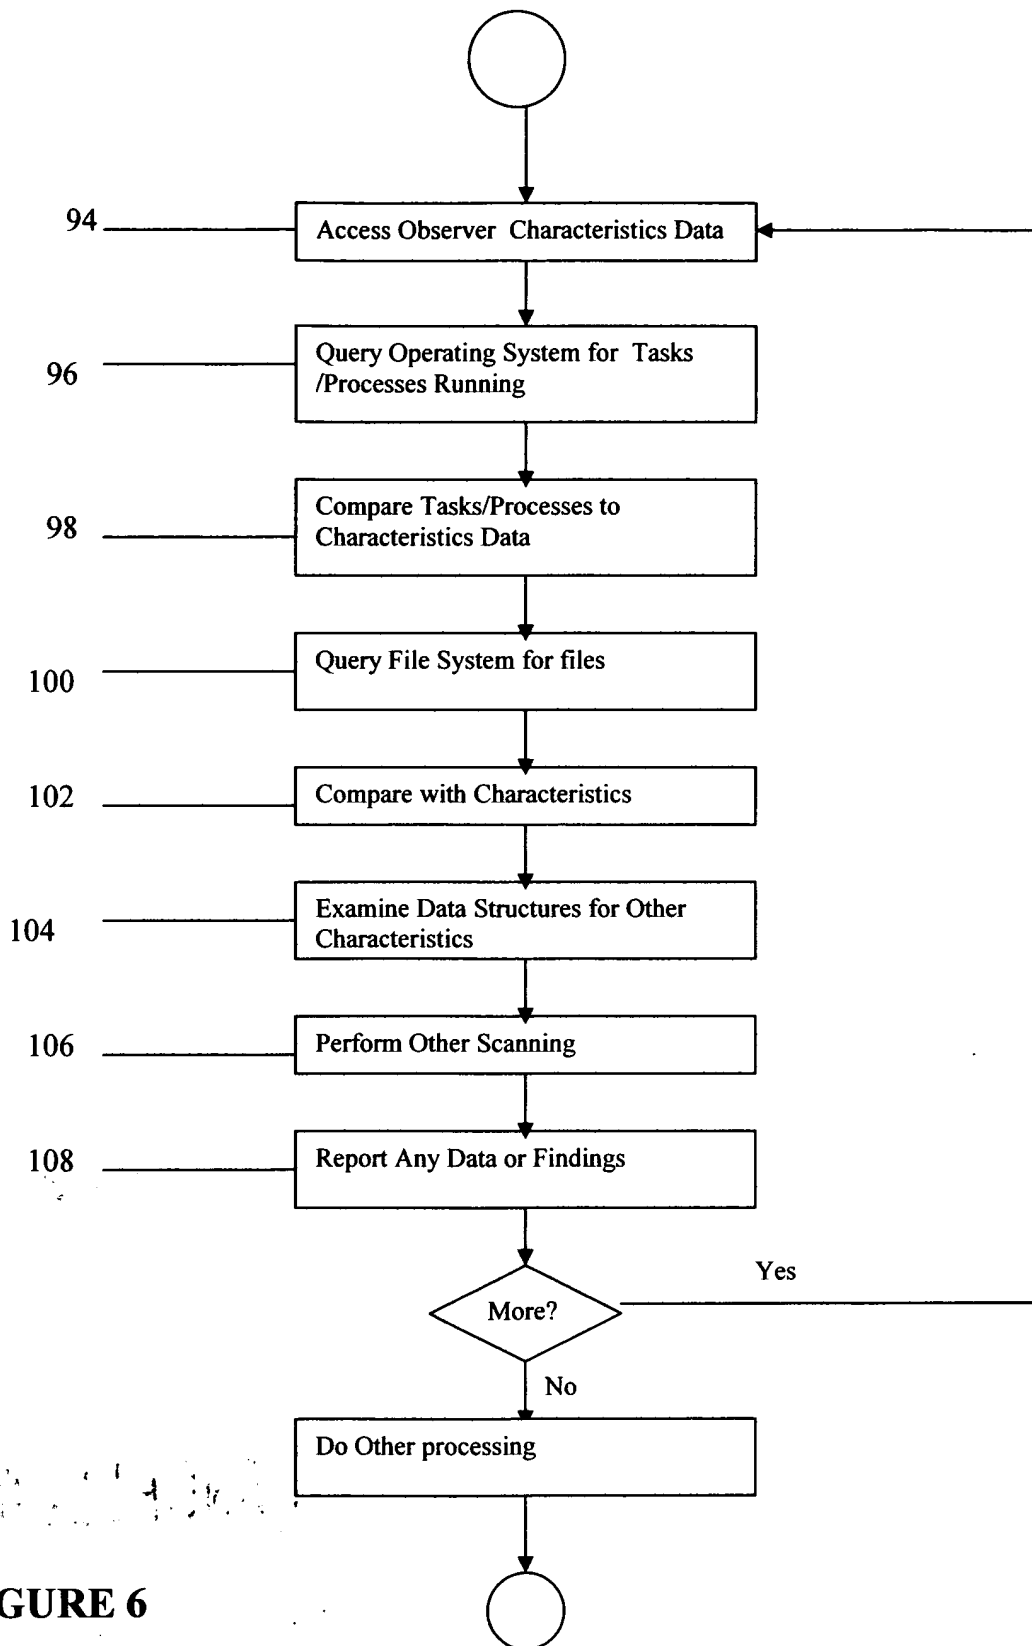 94
Access Observer Characteristics Data
96
Query Operating System for Tasks
/Processes Running
98
Compare Tasks/Processes to
Characteristics Data
100
Query File System for files
102
Compare with Characteristics
104
Examine Data Structures for Other
Characteristics
106
Perform Other Scanning
108
Report Any Data or Findings
Yes
More?
No
Do Other processing
GURE 6